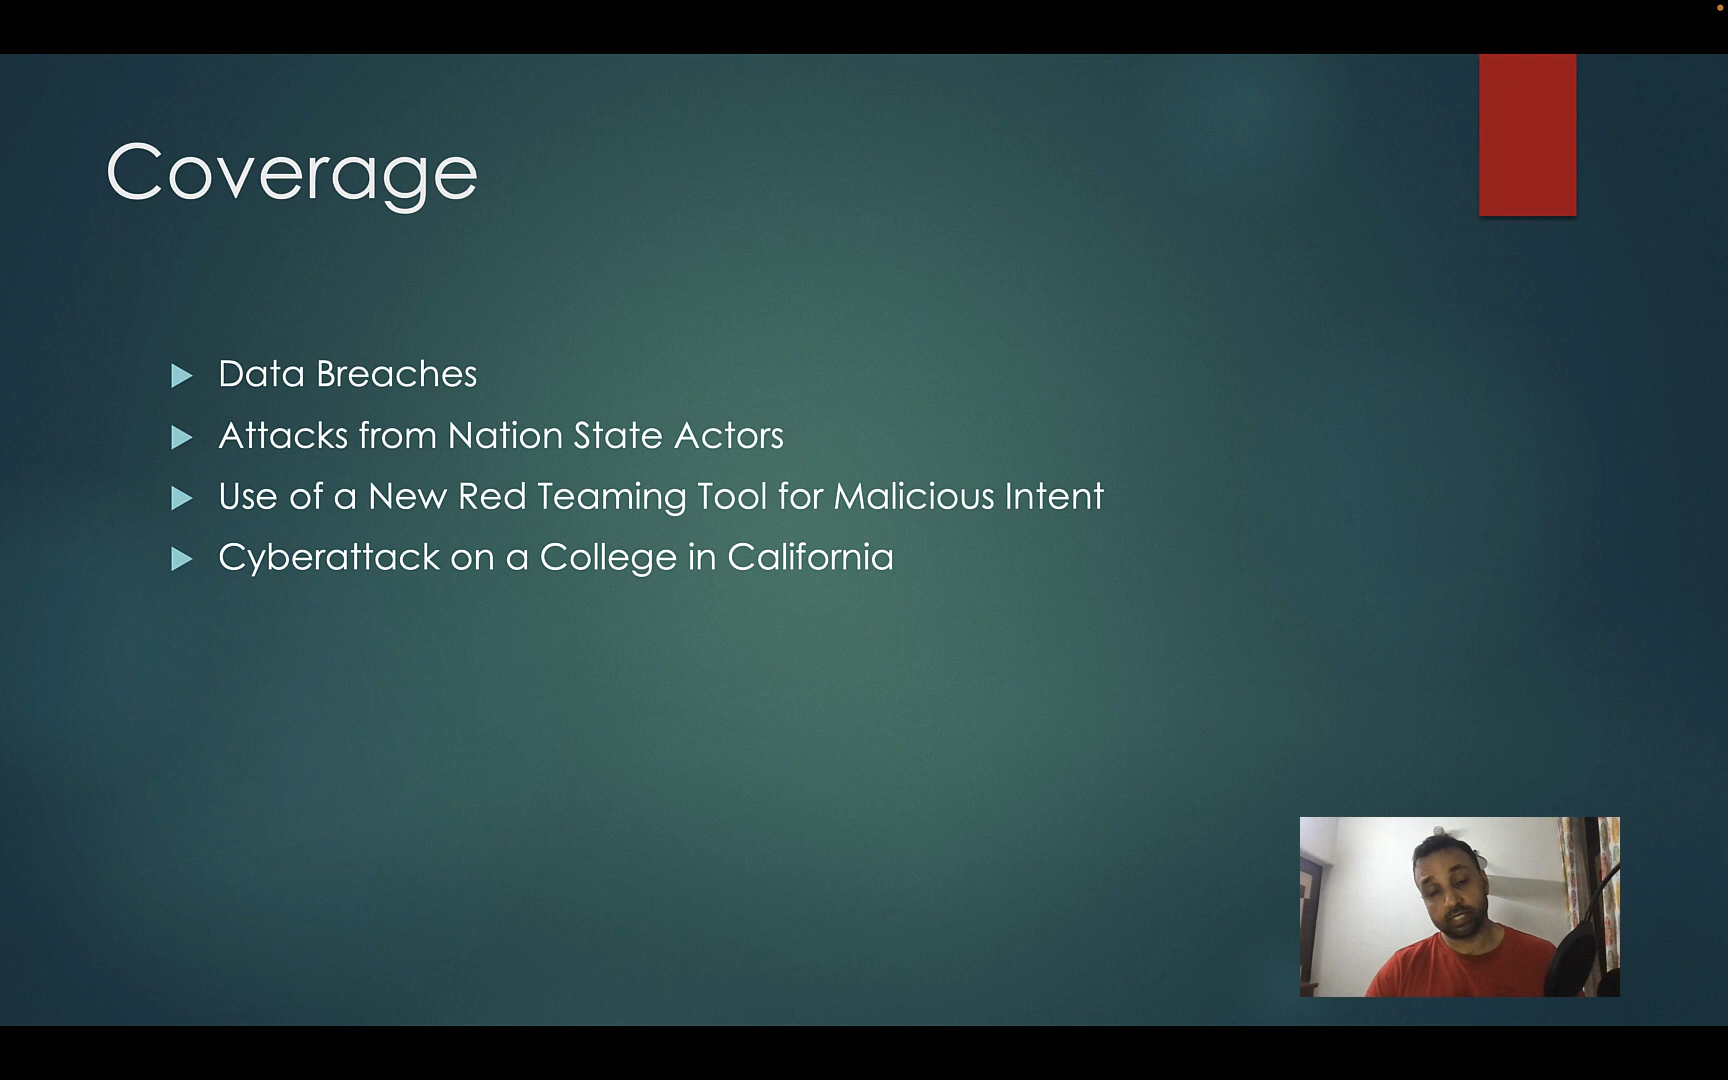 Coverage
Data Breaches
Attacks from Nation State Actors
Use of a New Red Teaming Tool for Malicious Intent
Cyberattack on a College in California